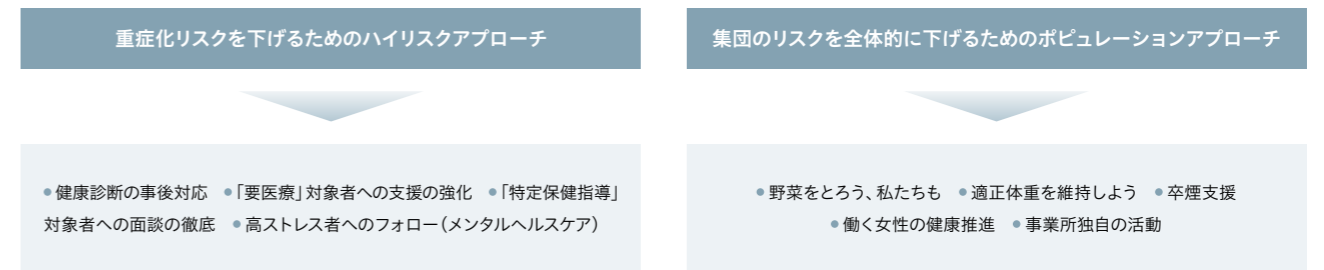 重症化リスクを下げるためのハイリスクアプローチ
●健康診断の事後対応 ●「要医療」対象者への支援の強化 ●「特定保健指導」
対象者への面談の徹底 ●高ストレス者へのフォロー(メンタルヘルスケア)
集団のリスクを全体的に下げるためのポピュレーションアプローチ
●野菜をとろう、私たちも ●適正体重を維持しよう ●卒煙支援
●働く女性の健康推進 ●事業所独自の活動